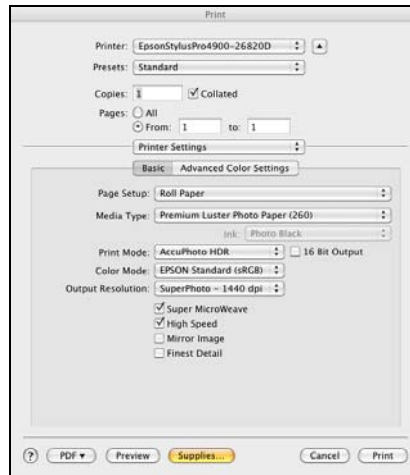 Print
Printer: EpsonStylusPro4900-26820D
Presets: Standard
Copies: 1 Collated
Pages: All
From: 1 to: 1
Printer Settings
Basic Advanced Color Settings
Page Setup: Roll Paper
Media Type: Premium Luster Photo Paper (260)
Ink: Photo Black
Print Mode: AccuPhoto HDR 16 Bit Output
Color Mode: EPSON Standard (sRGB)
Output Resolution: SuperPhoto - 1440 dpi
Super MicroWeave
High Speed
Mirror Image
Finest Detail
? PDF Preview Supplies... Cancel Print